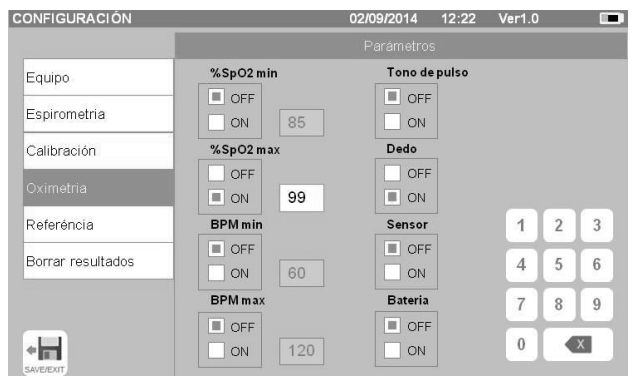 CONFIGURACIÓN 02/09/2014 12:22 Ver1.0
Parámetros
Equipo
Espirometria
Calibración
Oximetria
Referéncia
Borrar resultados
SAVE/EXIT
%SpO2 min
OFF
ON 85
%SpO2 max
OFF
ON 99
BPM min
OFF
ON 60
BPM max
OFF
ON 120
Tono de pulso
OFF
ON
Dedo
OFF
ON
Sensor
OFF
ON
Bateria
OFF
ON
1 2 3
4 5 6
7 8 9
0 X